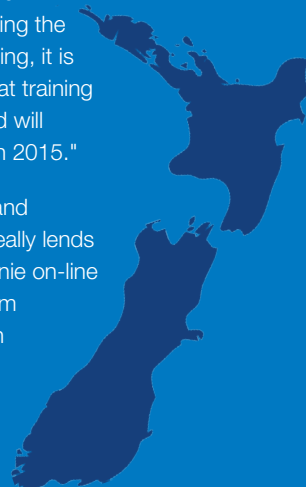 ing the
ing, it is
at training
d will
n 2015."
and
eally lends
nie on-line
m